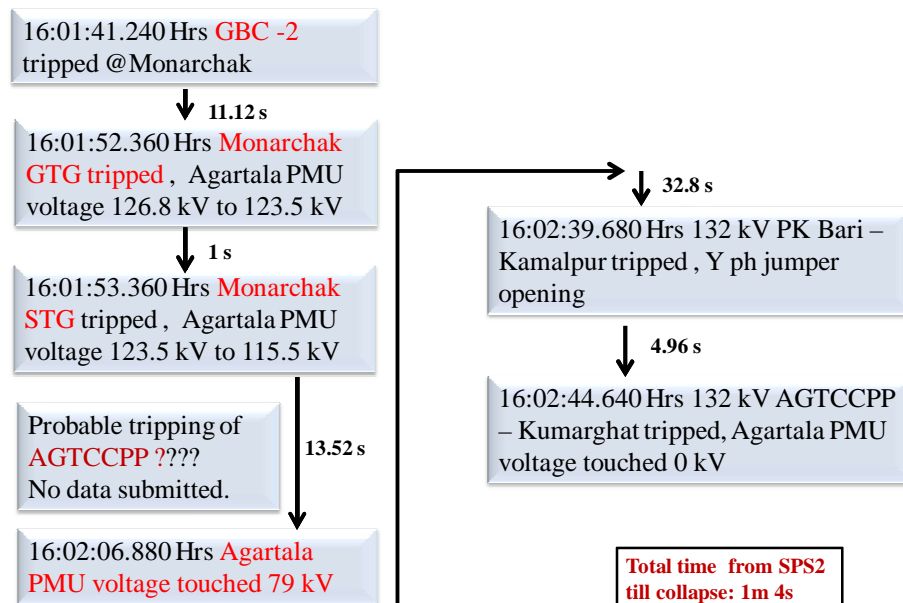 16:01:41.240 Hrs GBC -2
tripped @Monarchak
11.12 s
16:01:52.360 Hrs Monarchak
GTG tripped , Agartala PMU
voltage 126.8 kV to 123.5 kV
1 s
16:01:53.360 Hrs Monarchak
STG tripped , Agartala PMU
voltage 123.5 kV to 115.5 kV
Probable tripping of
AGTCCPP ????
No data submitted.
13.52 s
16:02:06.880 Hrs Agartala
PMU voltage touched 79 kV
32.8 s
16:02:39.680 Hrs 132 kV PK Bari –
Kamalpur tripped , Y ph jumper
opening
4.96 s
16:02:44.640 Hrs 132 kV AGTCCPP
– Kumarghat tripped, Agartala PMU
voltage touched 0 kV
Total time from SPS2
till collapse: 1m 4s